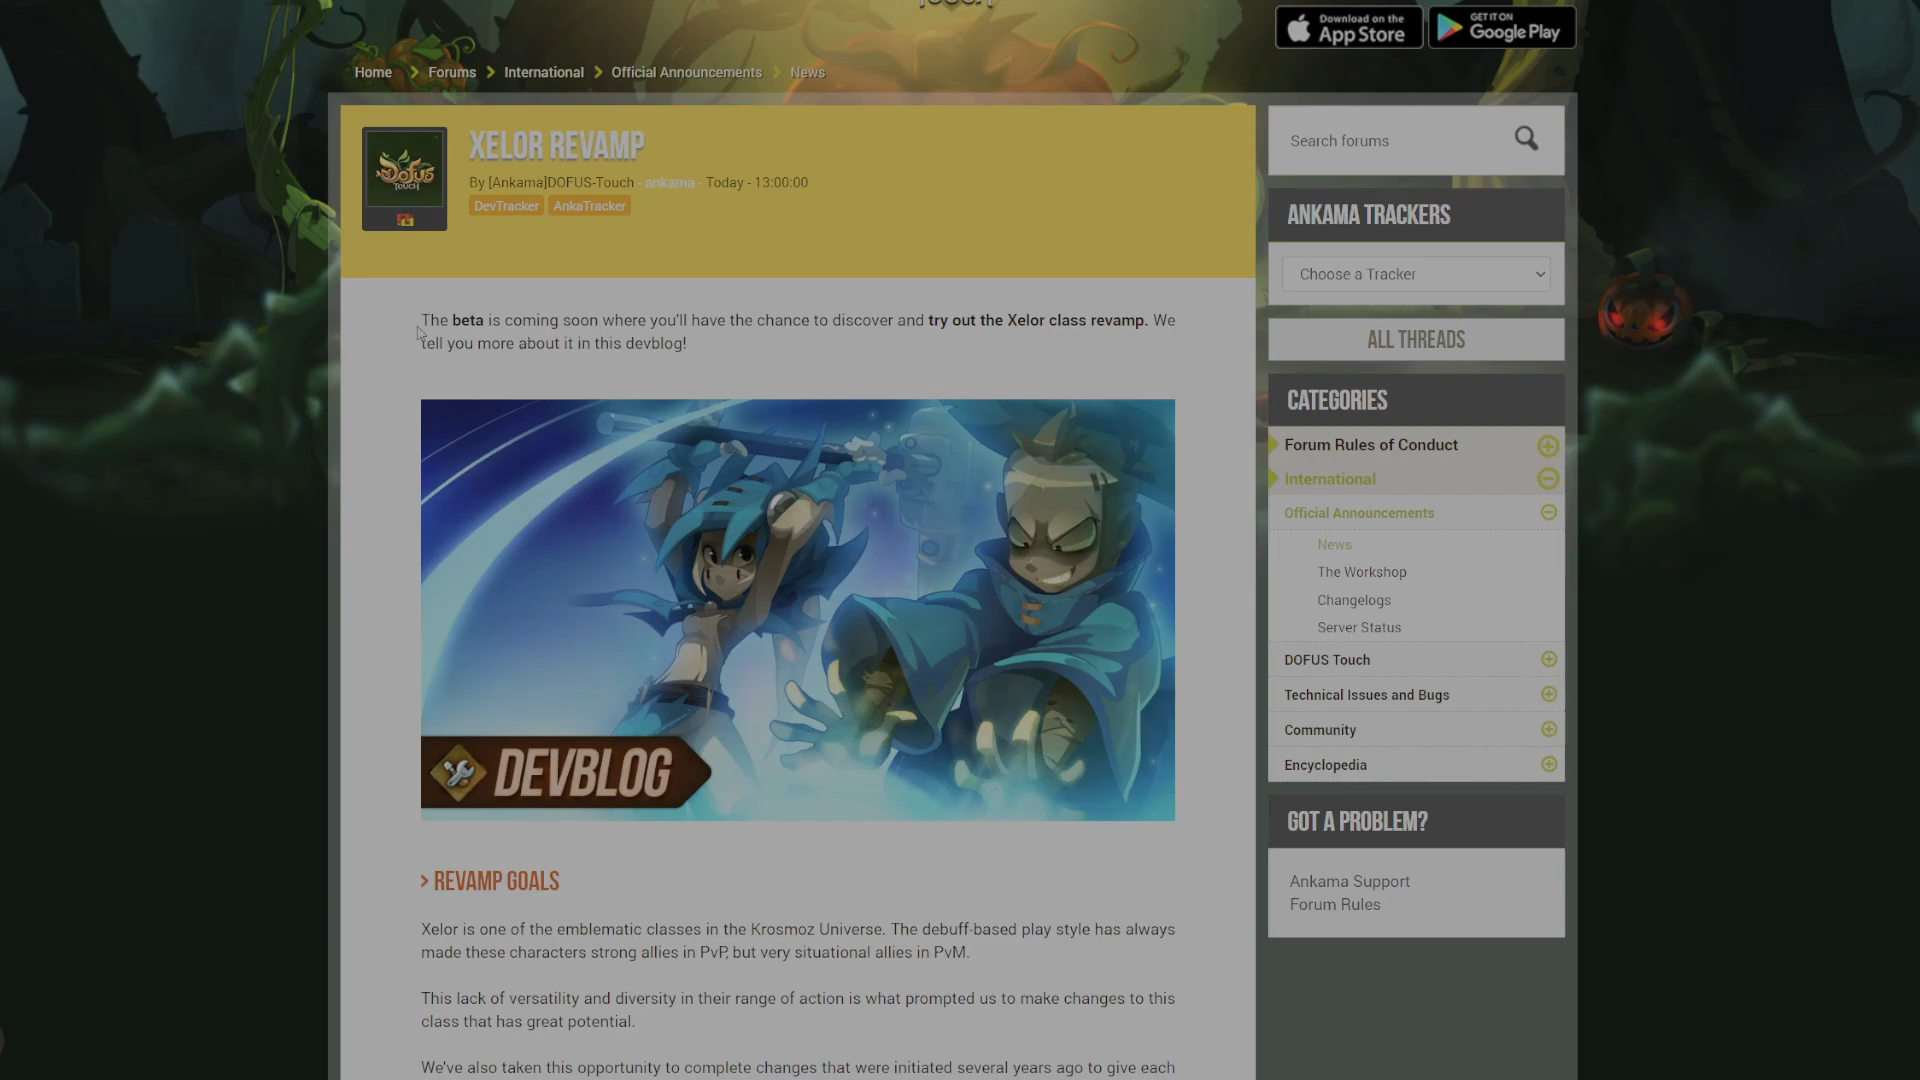 Download on the
App Store
GET IT ON
Google Play
Home
Forums
International
Official Announcements
News
DOFUS
TOUCH
XELOR REVAMP
By [Ankama]DOFUS-Touch - ankama - Today - 13:00:00
DevTracker
AnkaTracker
The beta is coming soon where you'll have the chance to discover and try out the Xelor class revamp. We
tell you more about it in this devblog!
DEVBLOG
> REVAMP GOALS
Xelor is one of the emblematic classes in the Krosmoz Universe. The debuff-based play style has always
made these characters strong allies in PvP, but very situational allies in PvM.
This lack of versatility and diversity in their range of action is what prompted us to make changes to this
class that has great potential.
We've also taken this opportunity to complete changes that were initiated several years ago to give each
Search forums
ANKAMA TRACKERS
Choose a Tracker
ALL THREADS
CATEGORIES
Forum Rules of Conduct
International
Official Announcements
News
The Workshop
Changelogs
Server Status
DOFUS Touch
Technical Issues and Bugs
Community
Encyclopedia
GOT A PROBLEM?
Ankama Support
Forum Rules